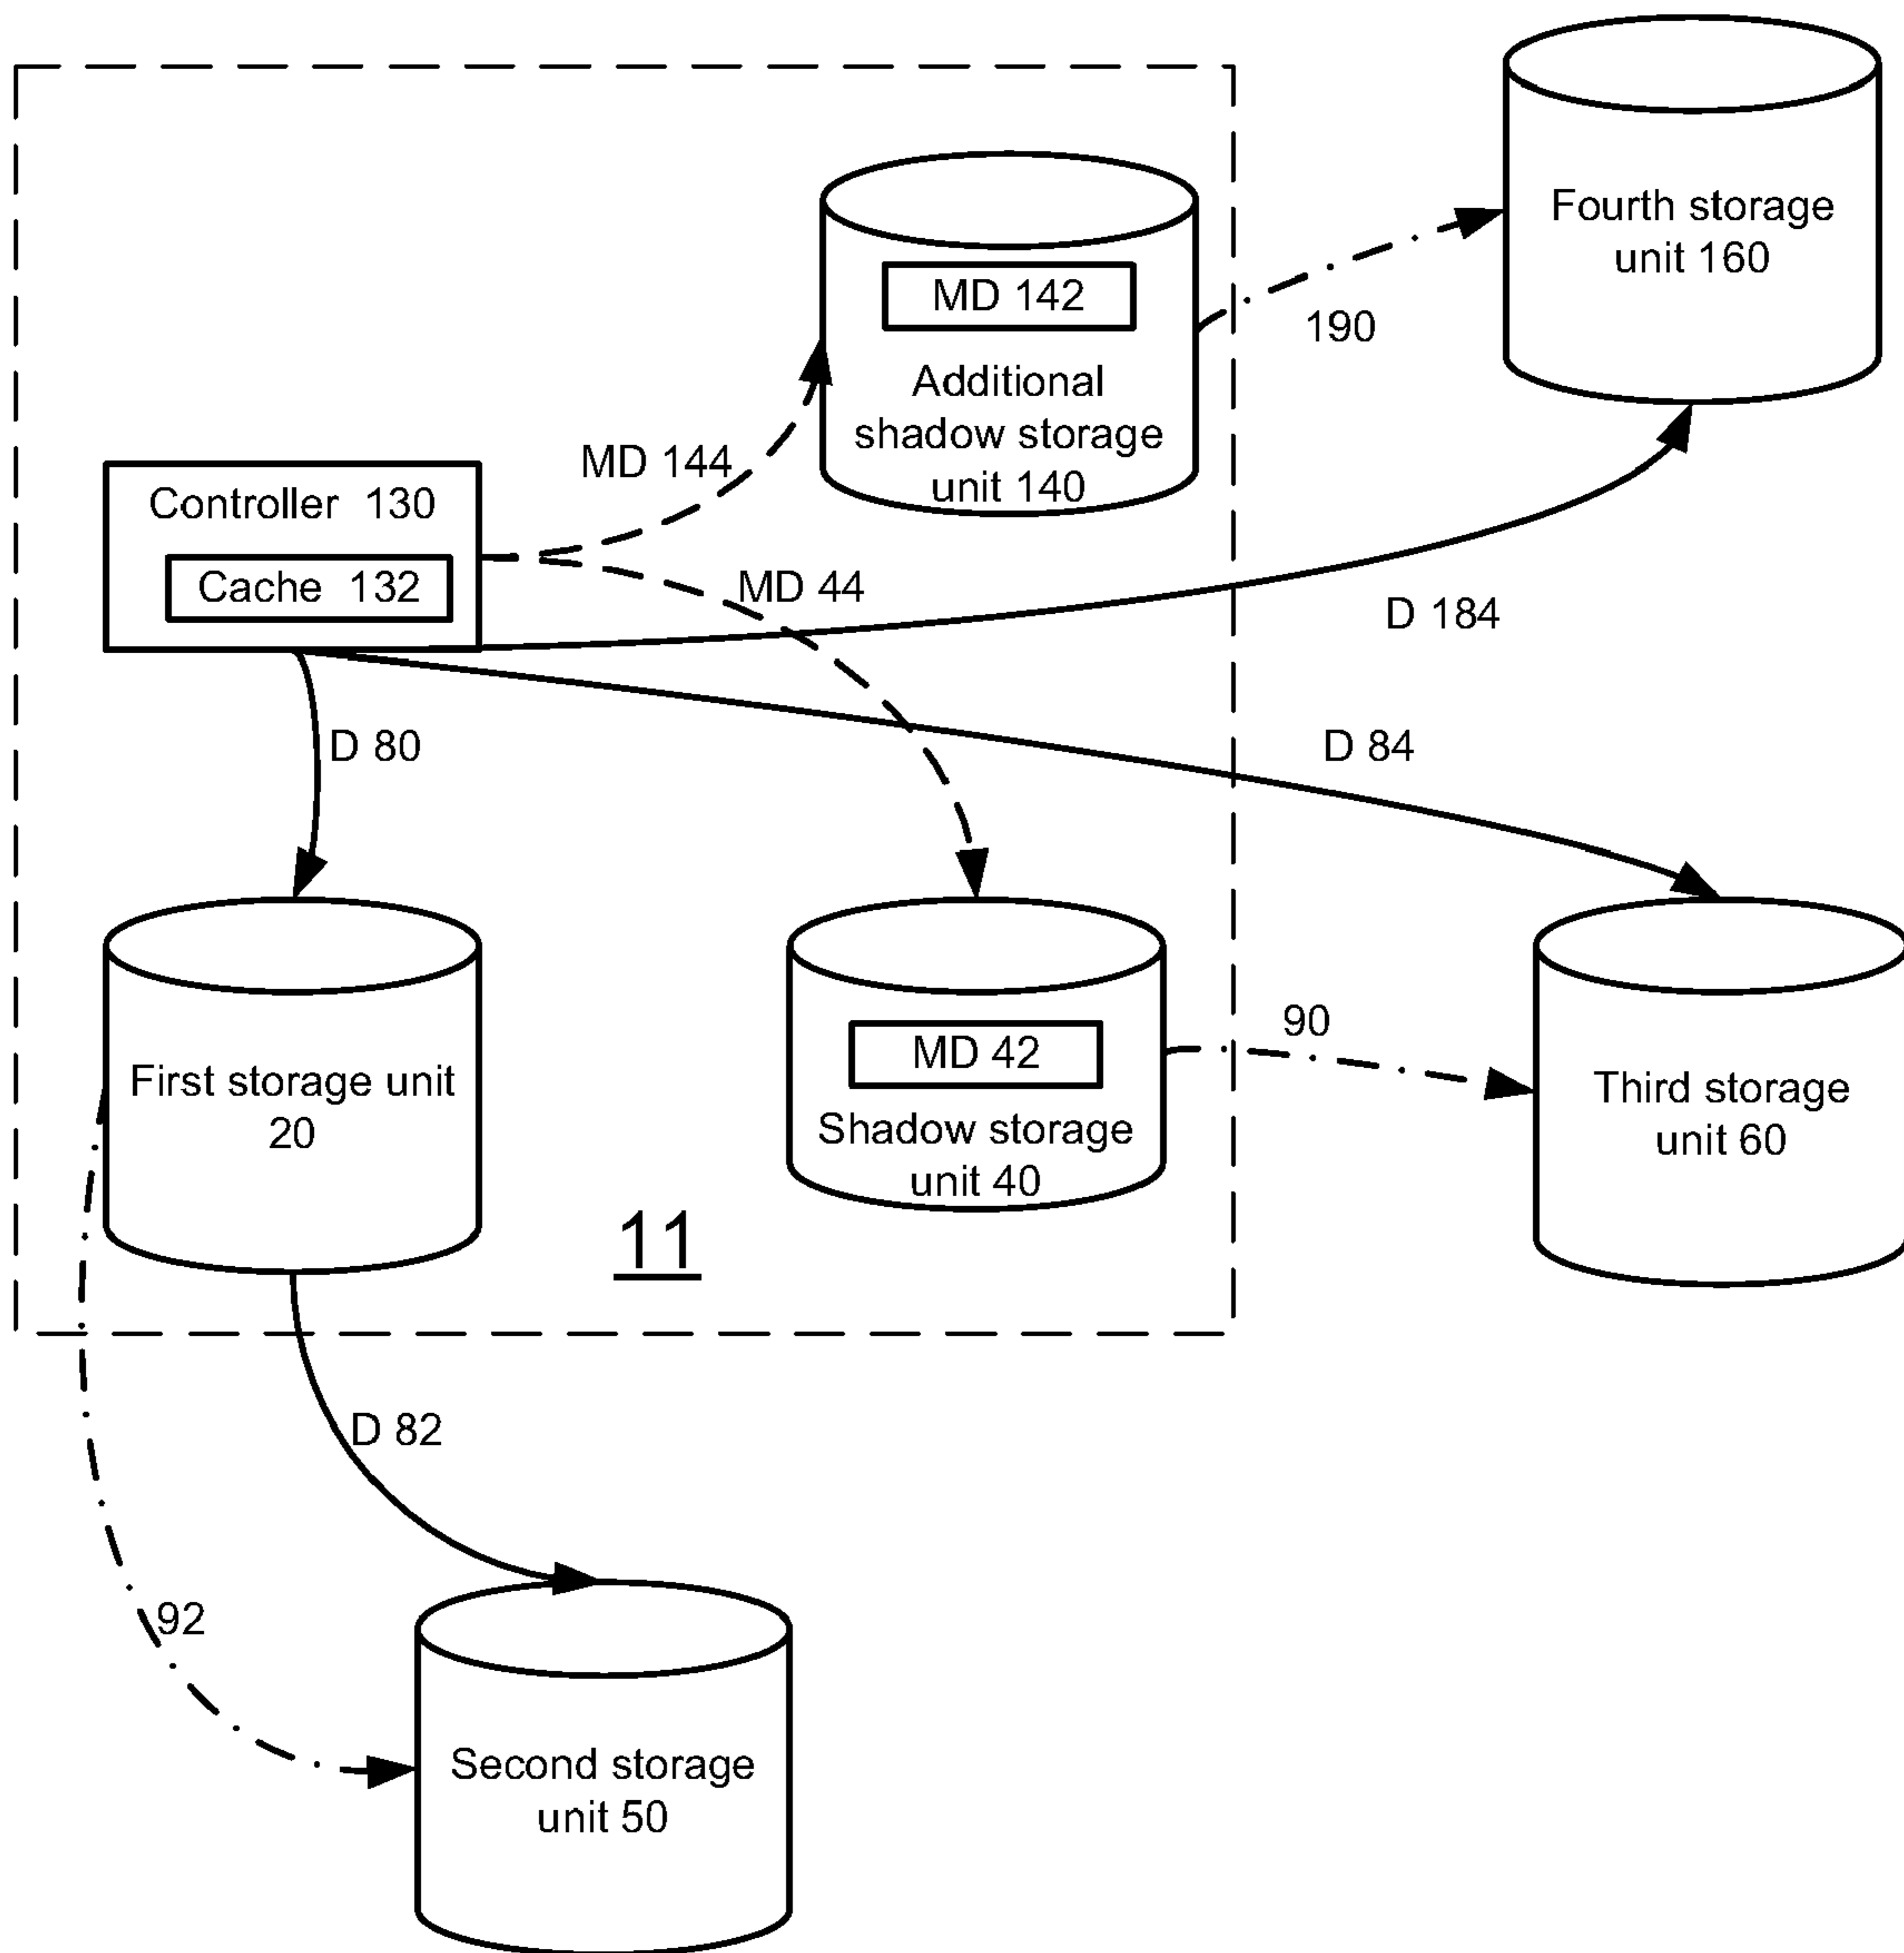 Fourth storage
unit 160
MD 142
190
Additional
shadow storage
unit 140
MD 144
Controller 130
Cache 132
MD 44
D 184
D 80
D 84
90
MD 42
First storage unit
20
Shadow storage
unit 40
Third storage
unit 60
11
D 82
92
Second storage
unit 50